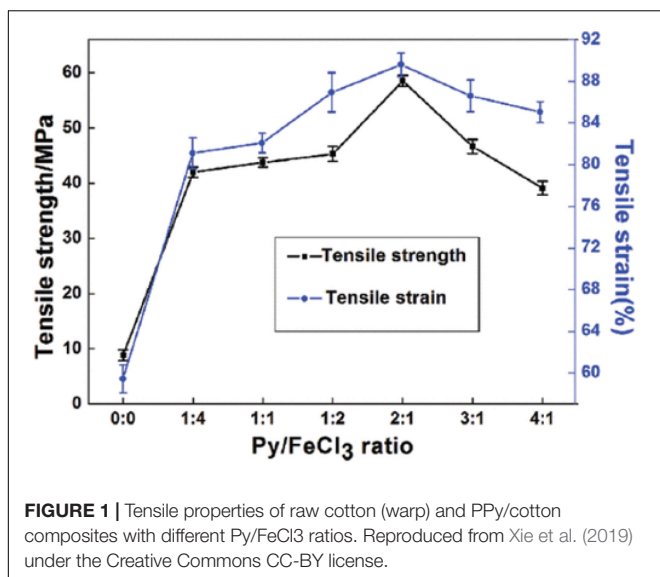 60
50
40
30
20
10
0
Tensile strength/MPa
92
88
84
80
76
72
68
64
60
Tensile strain(%)
Tensile strength
Tensile strain
0:0 1:4 1:1 1:2 2:1 3:1 4:1
Py/FeCl3 ratio
FIGURE 1 | Tensile properties of raw cotton (warp) and PPy/cotton
composites with different Py/FeCl3 ratios. Reproduced from Xie et al. (2019)
under the Creative Commons CC-BY license.